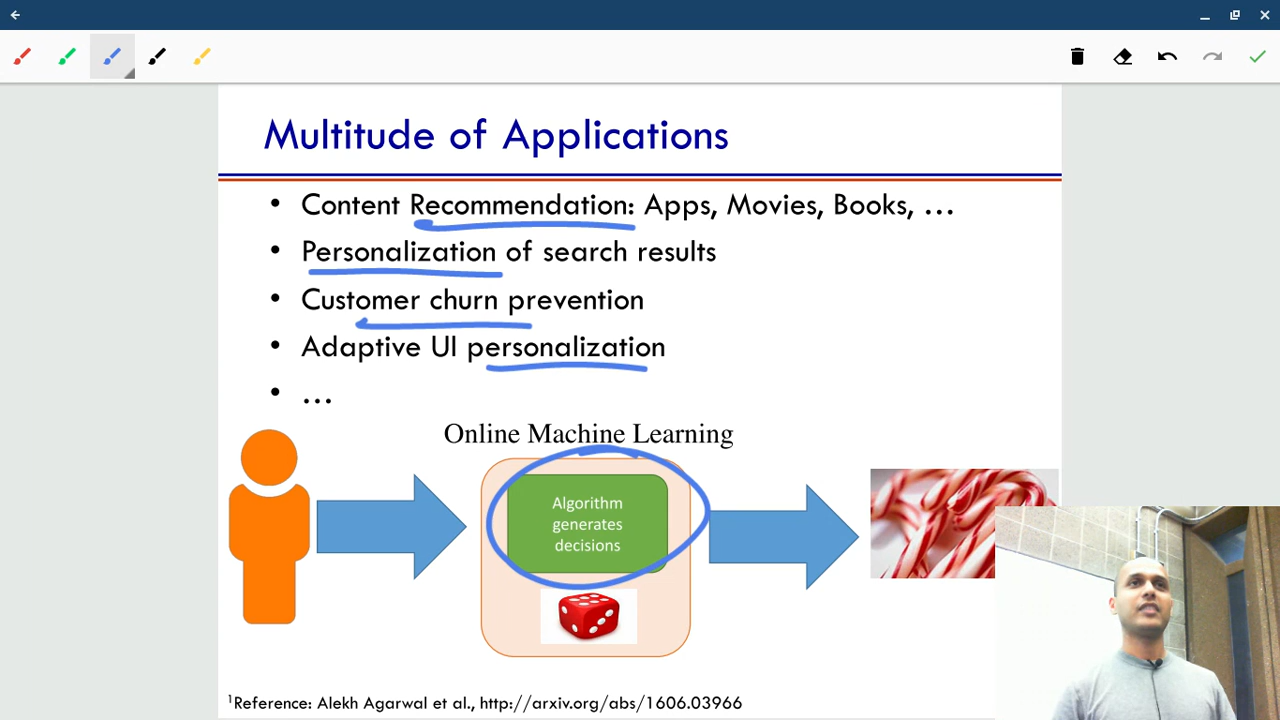 Multitude of Applications
• Content Recommendation: Apps, Movies, Books, ...
• Personalization of search results
• Customer churn prevention
• Adaptive UI personalization
• ...
Online Machine Learning
Algorithm
generates
decisions
¹Reference: Alekh Agarwal et al., http://arxiv.org/abs/1606.03966